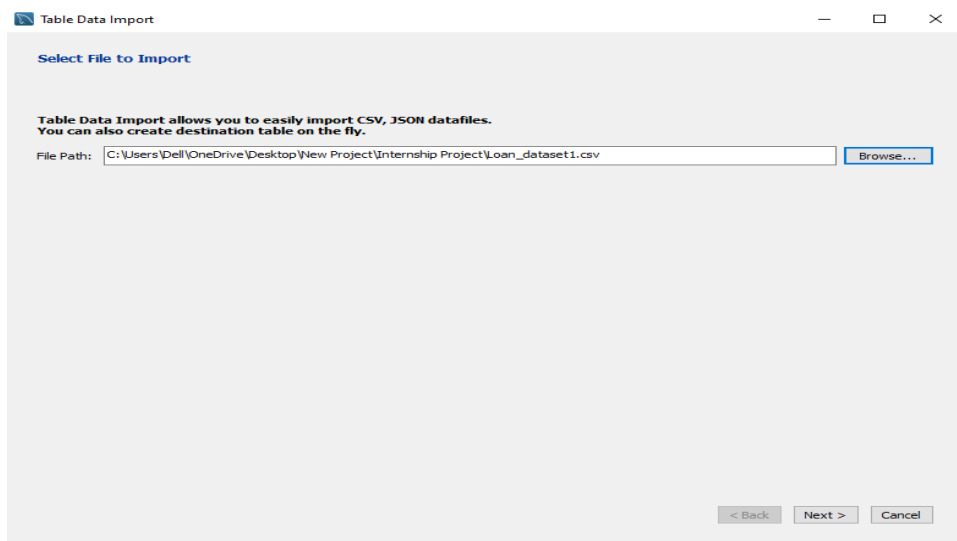 Table Data Import
Select File to Import
Table Data Import allows you to easily import CSV, JSON datafiles.
You can also create destination table on the fly.
File Path: C:\Users\Dell\OneDrive\Desktop\New Project\Internship Project\Loan_dataset1.csv Browse...
< Back Next > Cancel